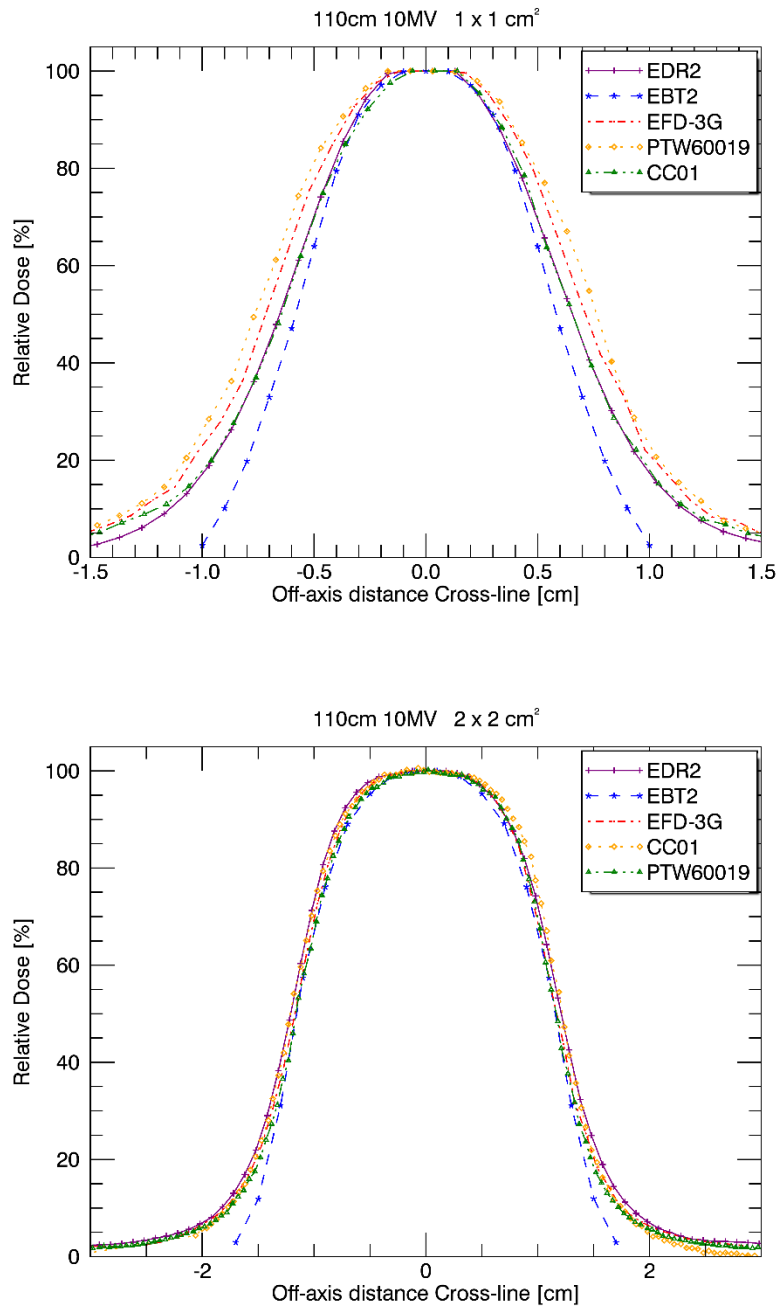 110cm 10MV 1 x 1 cm²
EDR2
EBT2
EFD-3G
PTW60019
CC01
100
80
60
40
20
0
Relative Dose [%]
-1.5 -1.0 -0.5 0.0 0.5 1.0 1.5
Off-axis distance Cross-line [cm]
110cm 10MV 2 x 2 cm²
EDR2
EBT2
EFD-3G
CC01
PTW60019
100
80
60
40
20
0
Relative Dose [%]
-2 0 2
Off-axis distance Cross-line [cm]